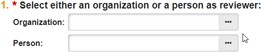 1. * Select either an organization or a person as reviewer:
Organization: ...
Person: ...